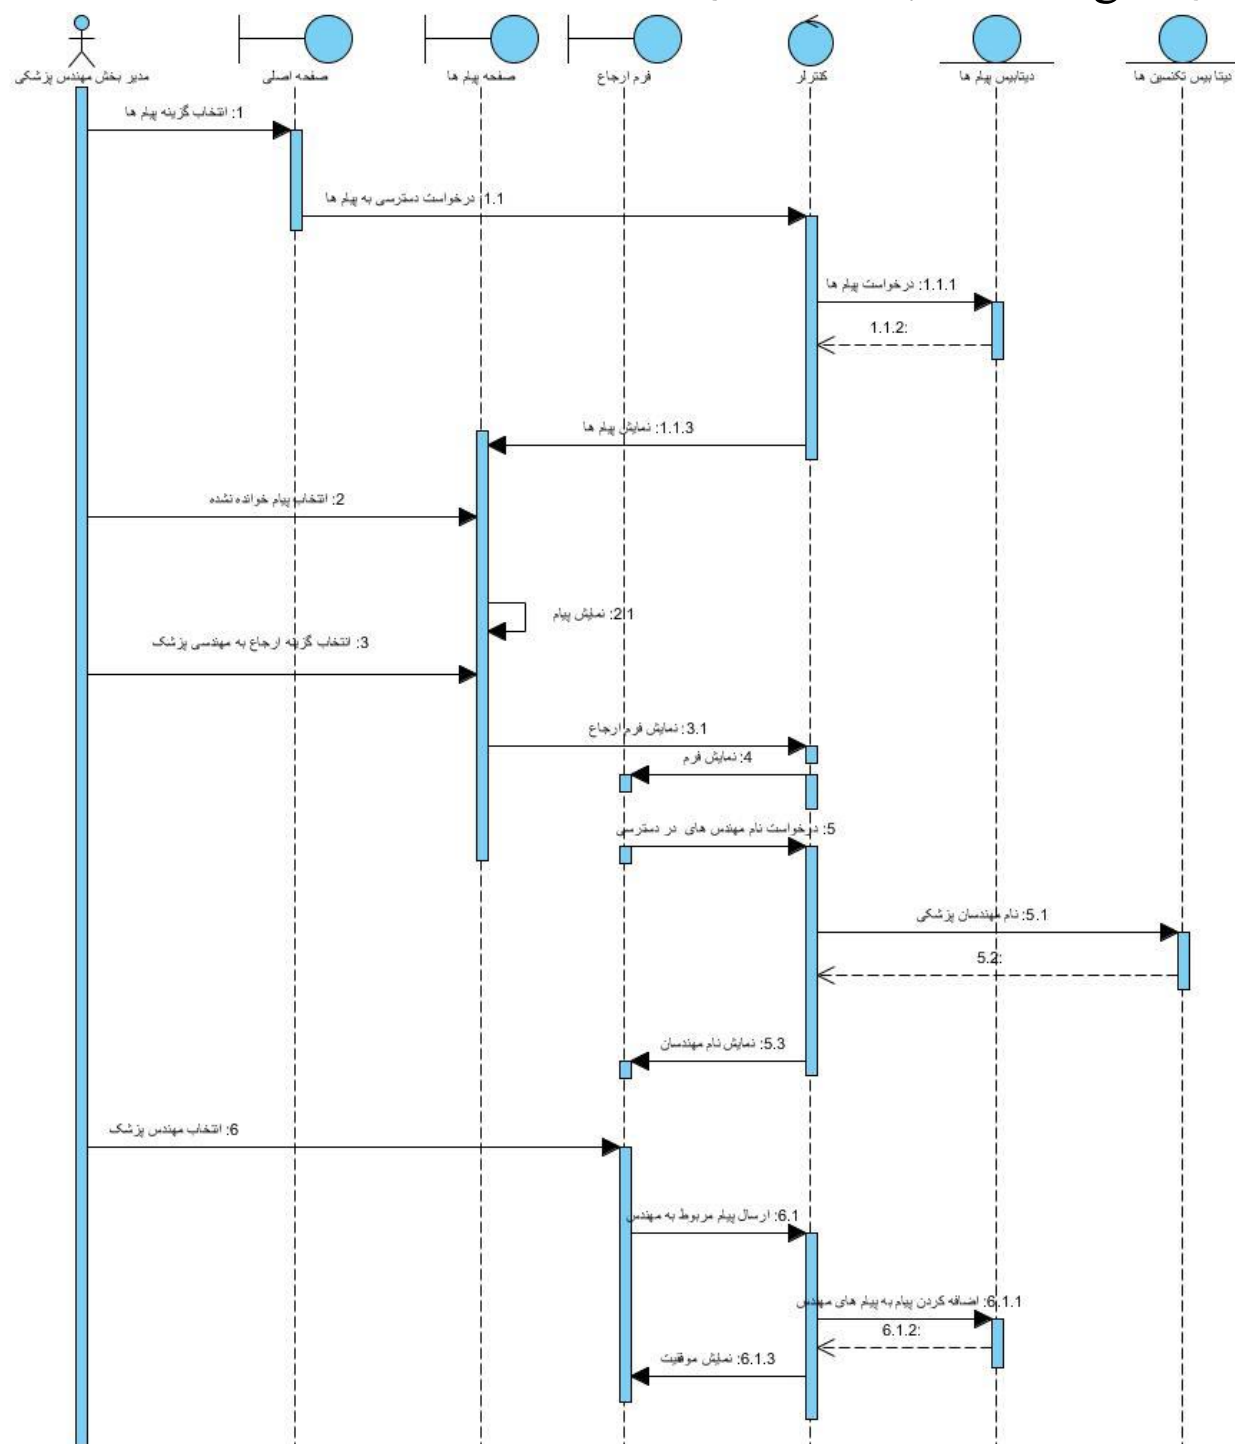 مدیر بخش مهندس پزشکی
صفحه اصلی
صفحه پیام ها
فرم ارجاع
کنترلر
دیتابیس پیام ها
دیتا بیس تکنسین ها
1: انتخاب گزینه پیام ها
1.1: درخواست دسترسی به پیام ها
1.1.1: درخواست پیام ها
1.1.2:
1.1.3: نمایش پیام ها
2: انتخاب پیام خوانده نشده
2.1: نمایش پیام
3: انتخاب گزینه ارجاع به مهندسی پزشک
3.1: نمایش فرم ارجاع
4: نمایش فرم
5: درخواست نام مهندس های در دسترسی
5.1: نام مهندسان پزشکی
5.2:
5.3: نمایش نام مهندسان
6: انتخاب مهندس پزشک
6.1: ارسال پیام مربوط به مهندس
6.1.1: اضافه کردن پیام به پیام های مهندس
6.1.2:
6.1.3: نمایش موفقیت